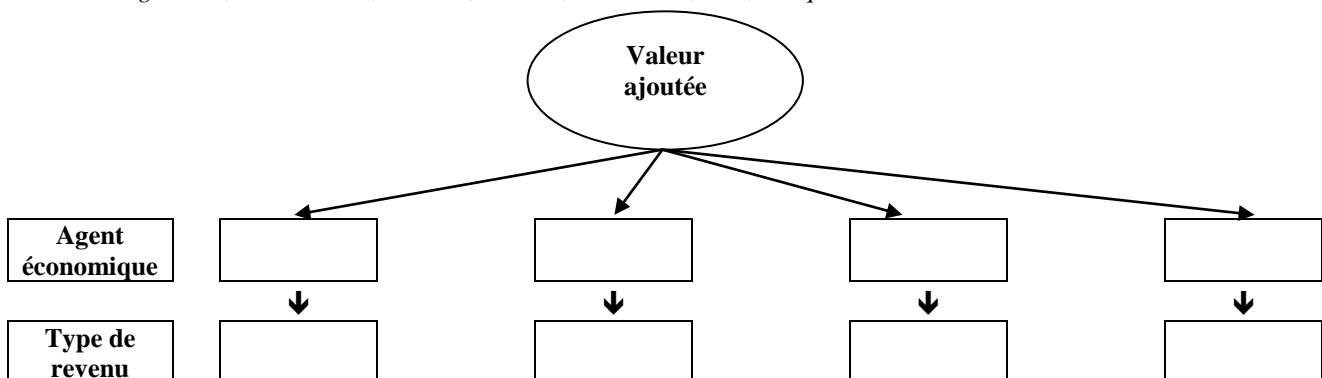 Valeur
ajoutée
Agent
économique
Type de
revenu